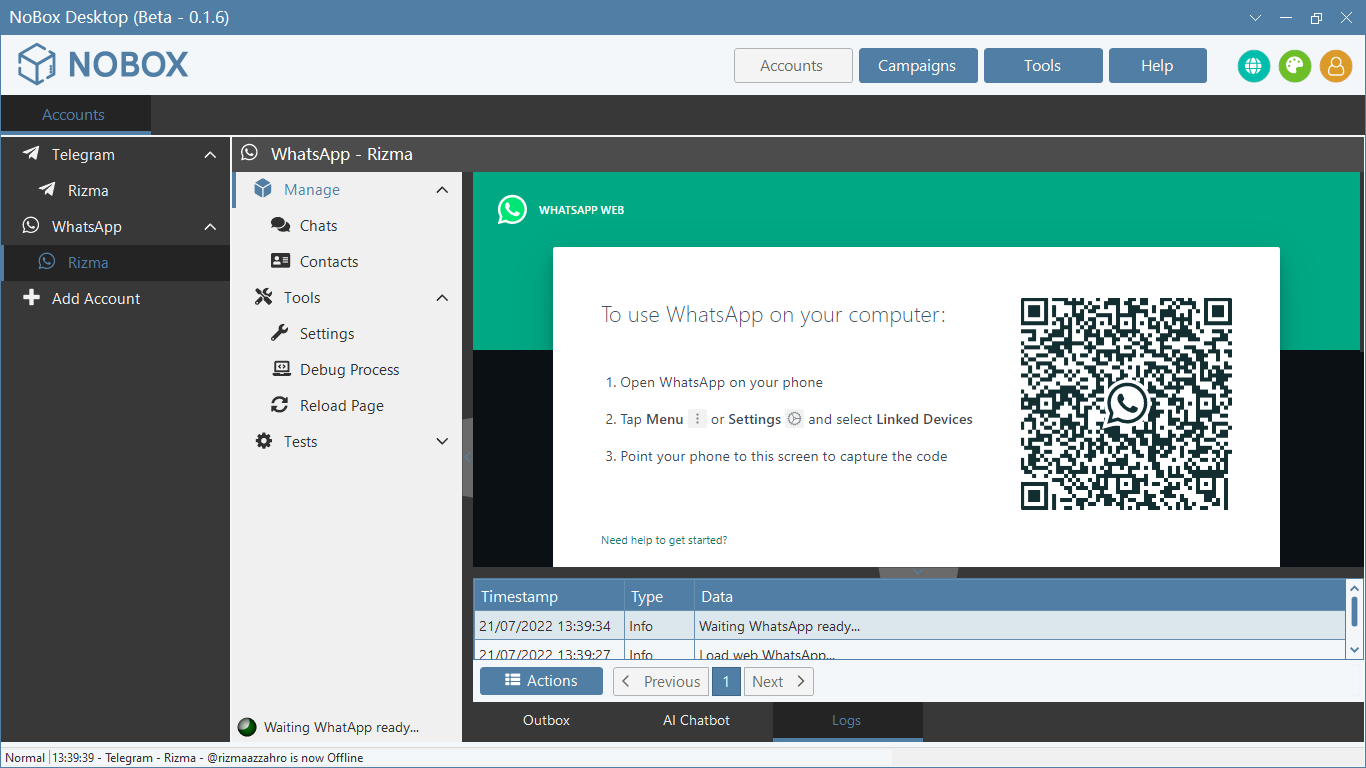 NoBox Desktop (Beta - 0.1.6)
NOBOX
Accounts
Campaigns
Tools
Help
Accounts
Telegram
Rizma
WhatsApp
Rizma
Add Account
WhatsApp - Rizma
Manage
Chats
Contacts
Tools
Settings
Debug Process
Reload Page
Tests
Waiting WhatApp ready...
WHATSAPP WEB
To use WhatsApp on your computer:
1. Open WhatsApp on your phone
2. Tap Menu or Settings and select Linked Devices
3. Point your phone to this screen to capture the code
Need help to get started?
Timestamp Type Data
21/07/2022 13:39:34 Info Waiting WhatsApp ready...
21/07/2022 13:39:27 Info Load web WhatsApp...
Actions
Previous
1
Next
Outbox
AI Chatbot
Logs
Normal 13:39:39 - Telegram - Rizma - @rizmaazzahro is now Offline